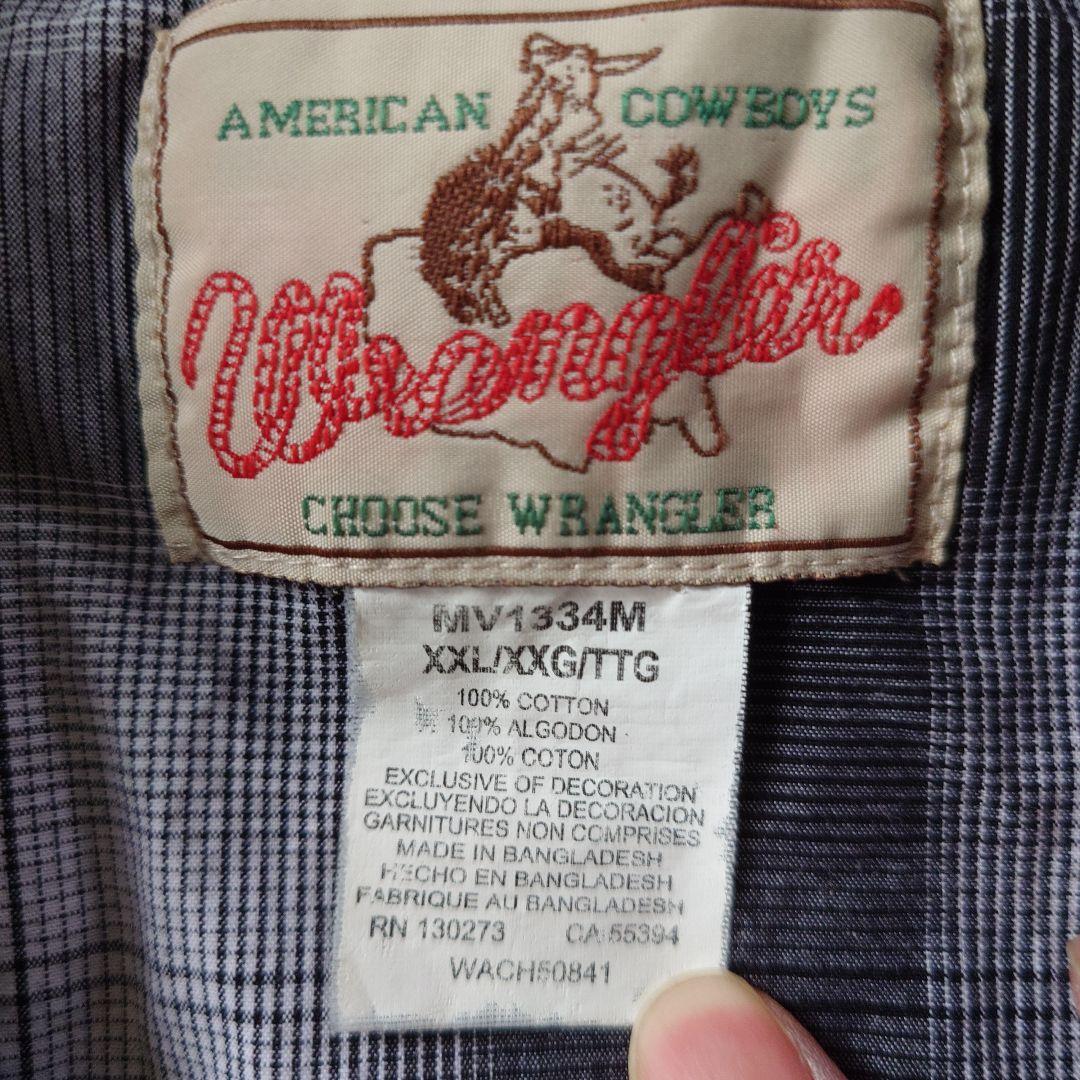 AMERICAN COWBOYS
Wrangler®
CHOOSE WRANGLER
MV1334M
XXL/XXG/TTG
100% COTTON
100% ALGODON
100% COTON
EXCLUSIVE OF DECORATION
EXCLUYENDO LA DECORACION
GARNITURES NON COMPRISES
MADE IN BANGLADESH
HECHO EN BANGLADESH
FABRIQUE AU BANGLADESH
RN 130273 CA 55394
WACH50841